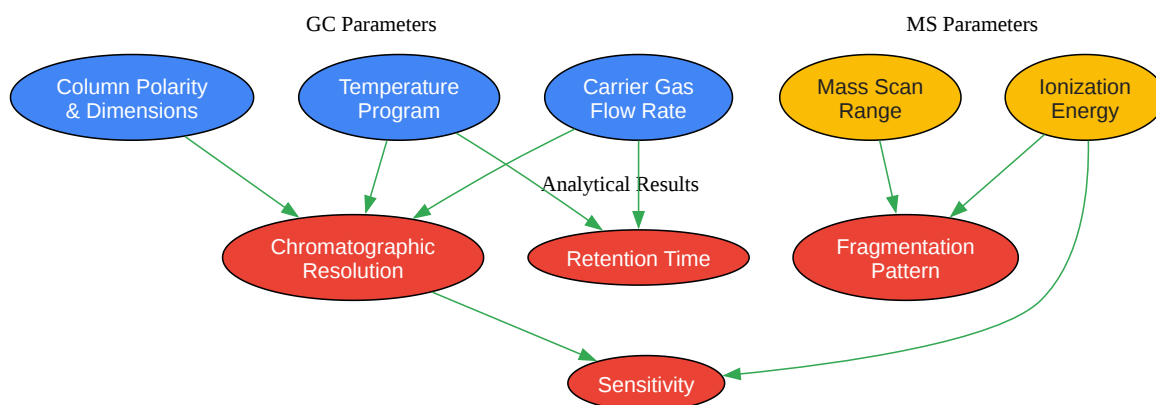 GC Parameters
MS Parameters
Column Polarity
& Dimensions
Temperature
Program
Carrier Gas
Flow Rate
Mass Scan
Range
Ionization
Energy
Analytical Results
Chromatographic
Resolution
Retention Time
Fragmentation
Pattern
Sensitivity